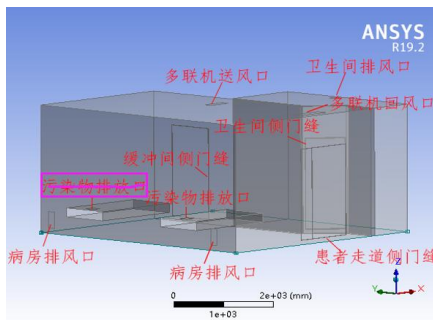 ANSYS
R19.2
多联机送风口
卫生间排风口
多联机回风口
卫生间侧门缝
缓冲间侧门缝
污染物排放口
污染物排放口
病房排风口
病房排风口
患者走道侧门缝
0
2e+03 (mm)
1e+03
Z
Y
X